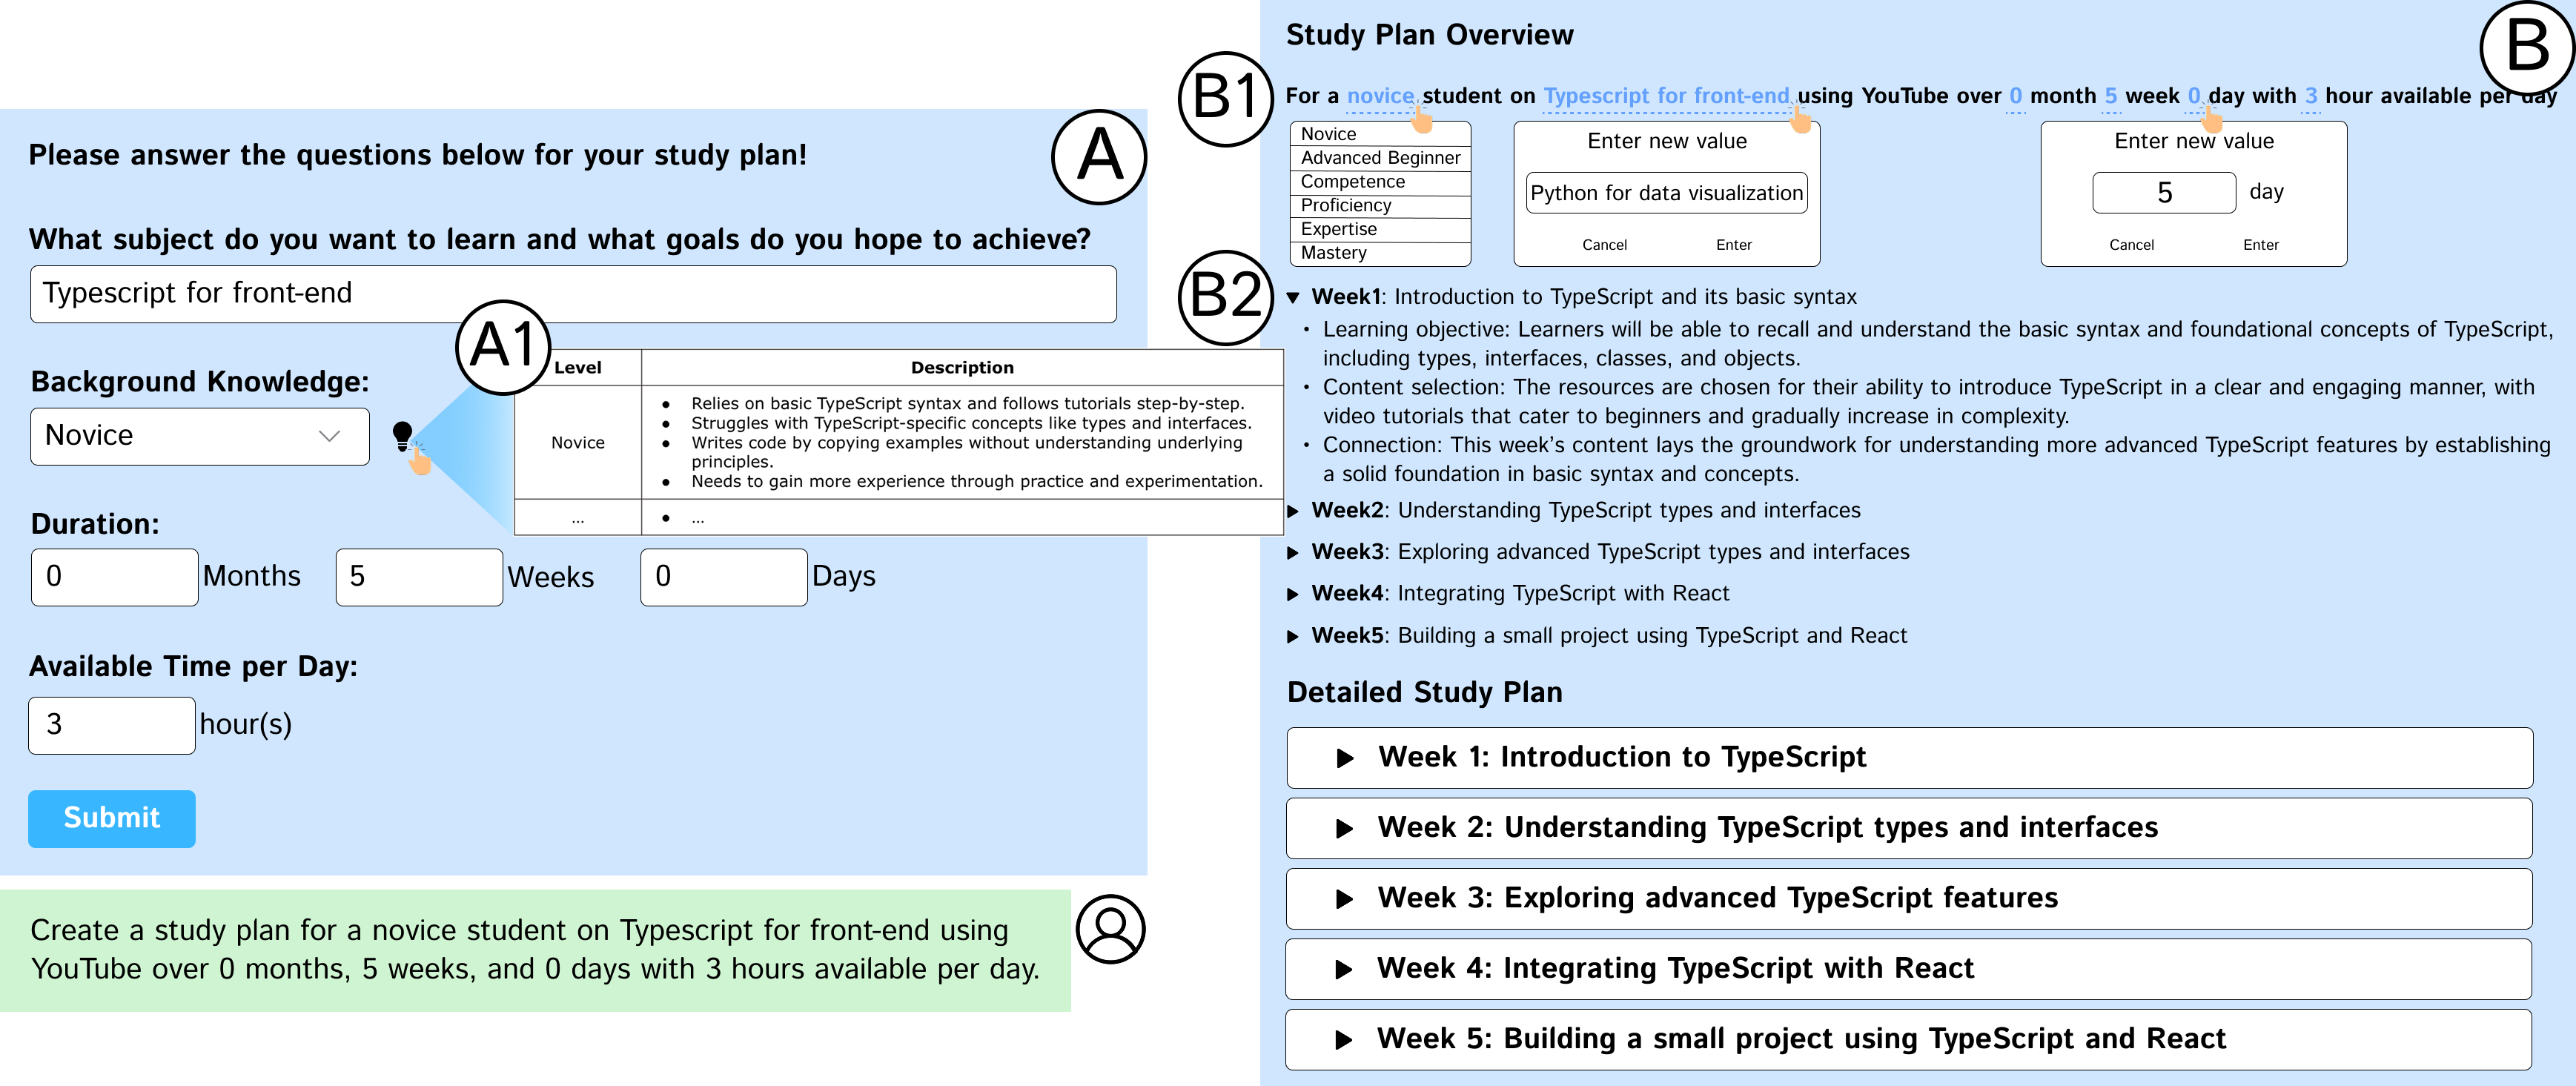 Please answer the questions below for your study plan!
A
What subject do you want to learn and what goals do you hope to achieve?
Typescript for front-end
A1
Background Knowledge:
Novice
Level Description
Novice
• Relies on basic TypeScript syntax and follows tutorials step-by-step.
• Struggles with TypeScript-specific concepts like types and interfaces.
• Writes code by copying examples without understanding underlying
principles.
• Needs to gain more experience through practice and experimentation.
... • ...
Duration:
0 Months 5 Weeks 0 Days
Available Time per Day:
3 hour(s)
Submit
Create a study plan for a novice student on Typescript for front-end using
YouTube over 0 months, 5 weeks, and 0 days with 3 hours available per day.
B
Study Plan Overview
B1
For a novice student on Typescript for front-end using YouTube over 0 month 5 week 0 day with 3 hour available per day
Novice
Advanced Beginner
Competence
Proficiency
Expertise
Mastery
Enter new value
Python for data visualization
Cancel Enter
Enter new value
5 day
Cancel Enter
B2
Week1: Introduction to TypeScript and its basic syntax
• Learning objective: Learners will be able to recall and understand the basic syntax and foundational concepts of TypeScript,
including types, interfaces, classes, and objects.
• Content selection: The resources are chosen for their ability to introduce TypeScript in a clear and engaging manner, with
video tutorials that cater to beginners and gradually increase in complexity.
• Connection: This week's content lays the groundwork for understanding more advanced TypeScript features by establishing
a solid foundation in basic syntax and concepts.
Week2: Understanding TypeScript types and interfaces
Week3: Exploring advanced TypeScript types and interfaces
Week4: Integrating TypeScript with React
Week5: Building a small project using TypeScript and React
Detailed Study Plan
Week 1: Introduction to TypeScript
Week 2: Understanding TypeScript types and interfaces
Week 3: Exploring advanced TypeScript features
Week 4: Integrating TypeScript with React
Week 5: Building a small project using TypeScript and React